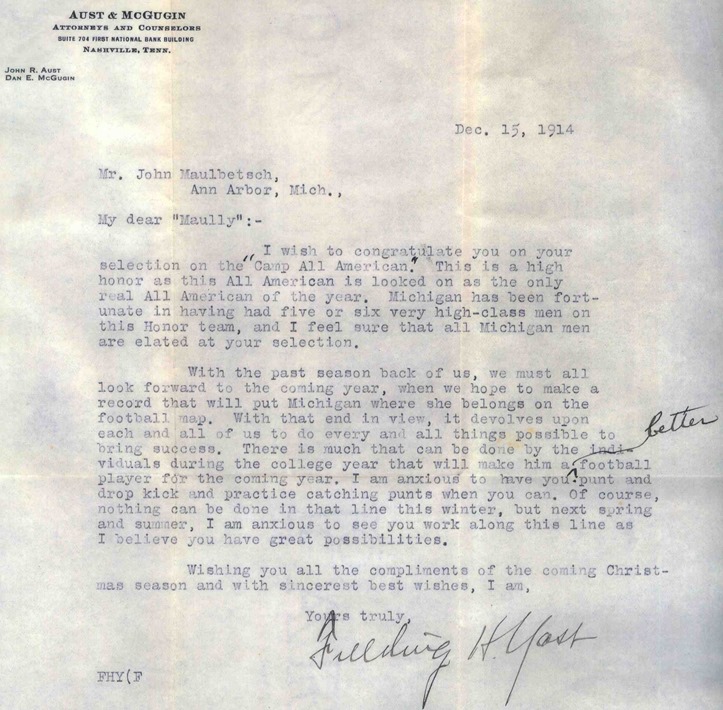 AUST & MCGUGIN
ATTORNEYS AND COUNSELORS
SUITE 704 FIRST NATIONAL BANK BUILDING
NASHVILLE, TENN.
JOHN R. AUST
DAN E. MCGUGIN
Dec. 15, 1914
Mr. John Maulbetsch,
Ann Arbor, Mich.,
My dear "Maully":-
I wish to congratulate you on your
selection on the "Camp All American." This is a high
honor as this All American is looked on as the only
real All American of the year. Michigan has been fort-
unate in having had five or six very high-class men on
this Honor team, and I feel sure that all Michigan men
are elated at your selection.
With the past season back of us, we must all
look forward to the coming year, when we hope to make a
record that will put Michigan where she belongs on the
football map. With that end in view, it devolves upon
each and all of us to do every and all things possible to
bring success. There is much that can be done by the indi-
viduals during the college year that will make him a better football
player for the coming year. I am anxious to have you punt and
drop kick and practice catching punts when you can. Of course,
nothing can be done in that line this winter, but next spring
and summer, I am anxious to see you work along this line as
I believe you have great possibilities.
Wishing you all the compliments of the coming Christ-
mas season and with sincerest best wishes, I am,
Yours truly,
Fielding H. Yost
FHY(F